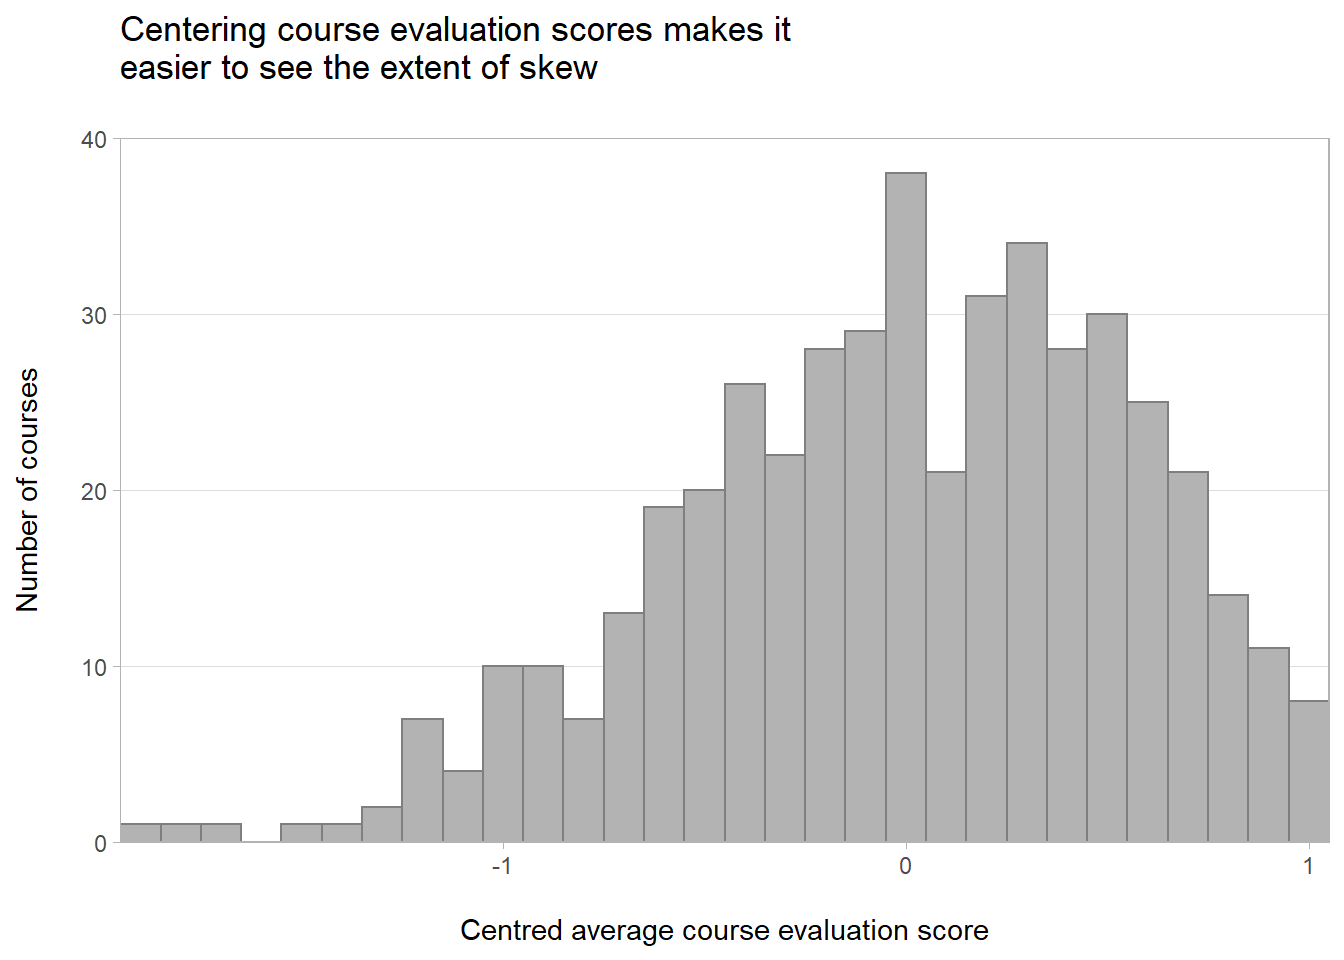 Centering course evaluation scores makes it
easier to see the extent of skew
40
30
20
10
0
Number of courses
-1
0
1
Centred average course evaluation score